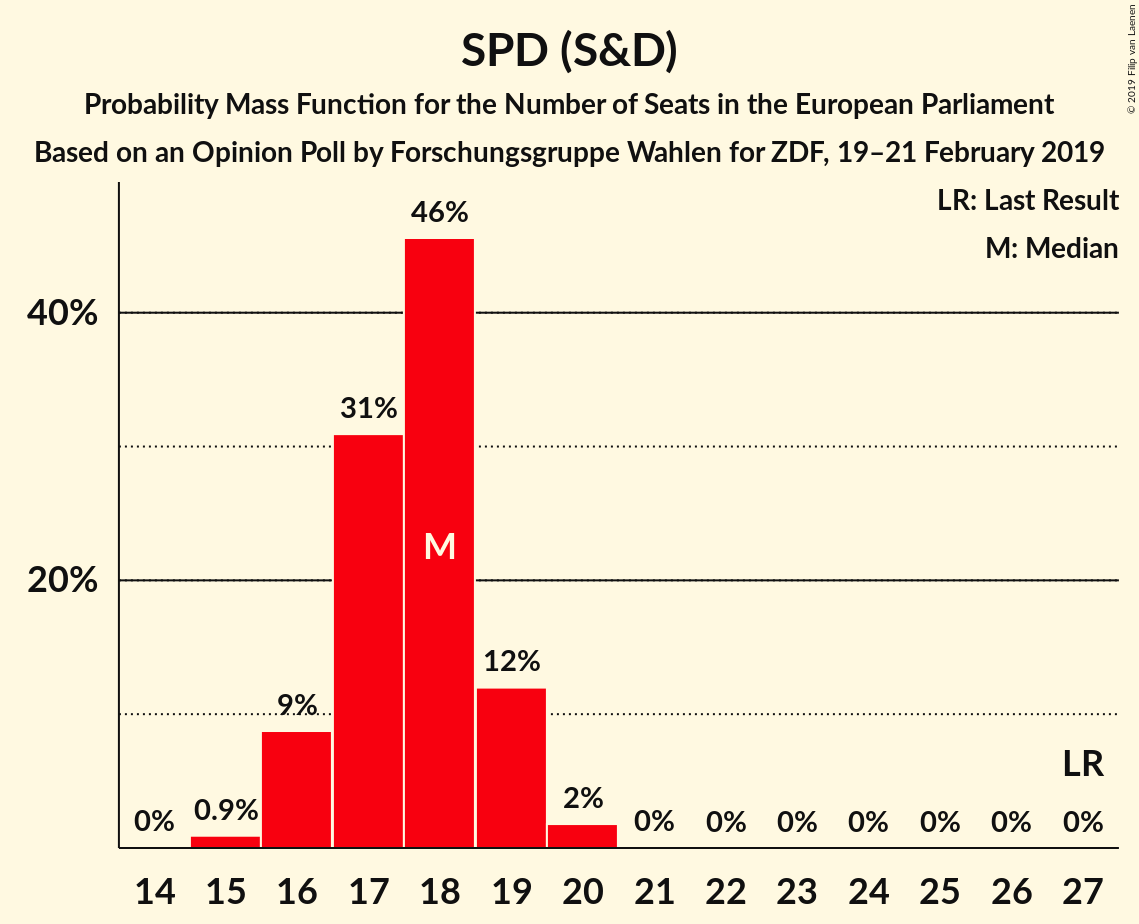 SPD (S&D)
Probability Mass Function for the Number of Seats in the European Parliament
Based on an Opinion Poll by Forschungsgruppe Wahlen for ZDF, 19–21 February 2019
© 2019 Filip van Laenen
LR: Last Result
M: Median
40%
20%
0% 0.9% 9% 31% 46% 12% 2% 0% 0% 0% 0% 0% 0% 0%
M
LR
14 15 16 17 18 19 20 21 22 23 24 25 26 27